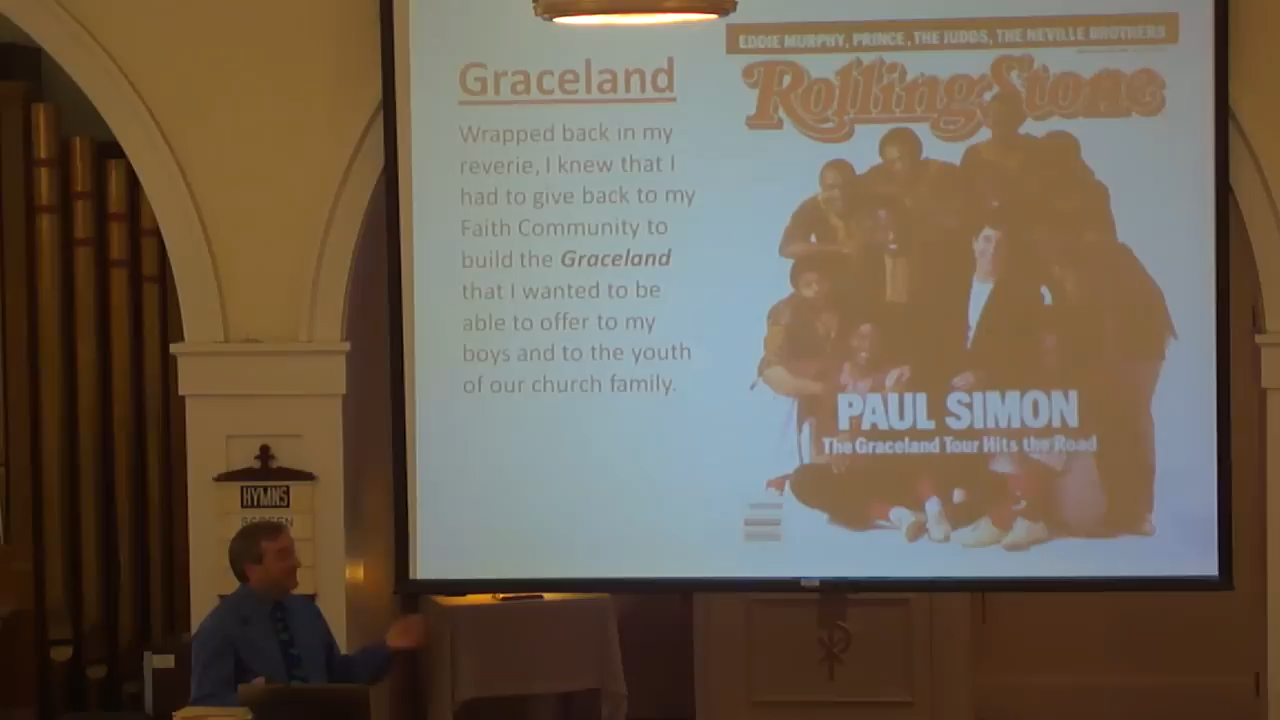 Graceland
Wrapped back in my
reverie, I knew that I
had to give back to my
Faith Community to
build the Graceland
that I wanted to be
able to offer to my
boys and to the youth
of our church family.
EDDIE MURPHY, PRINCE, THE JUDDS, THE NEVILLE BROTHERS
RollingStone
PAUL SIMON
The Graceland Tour Hits the Road
HYMNS
SCREEN